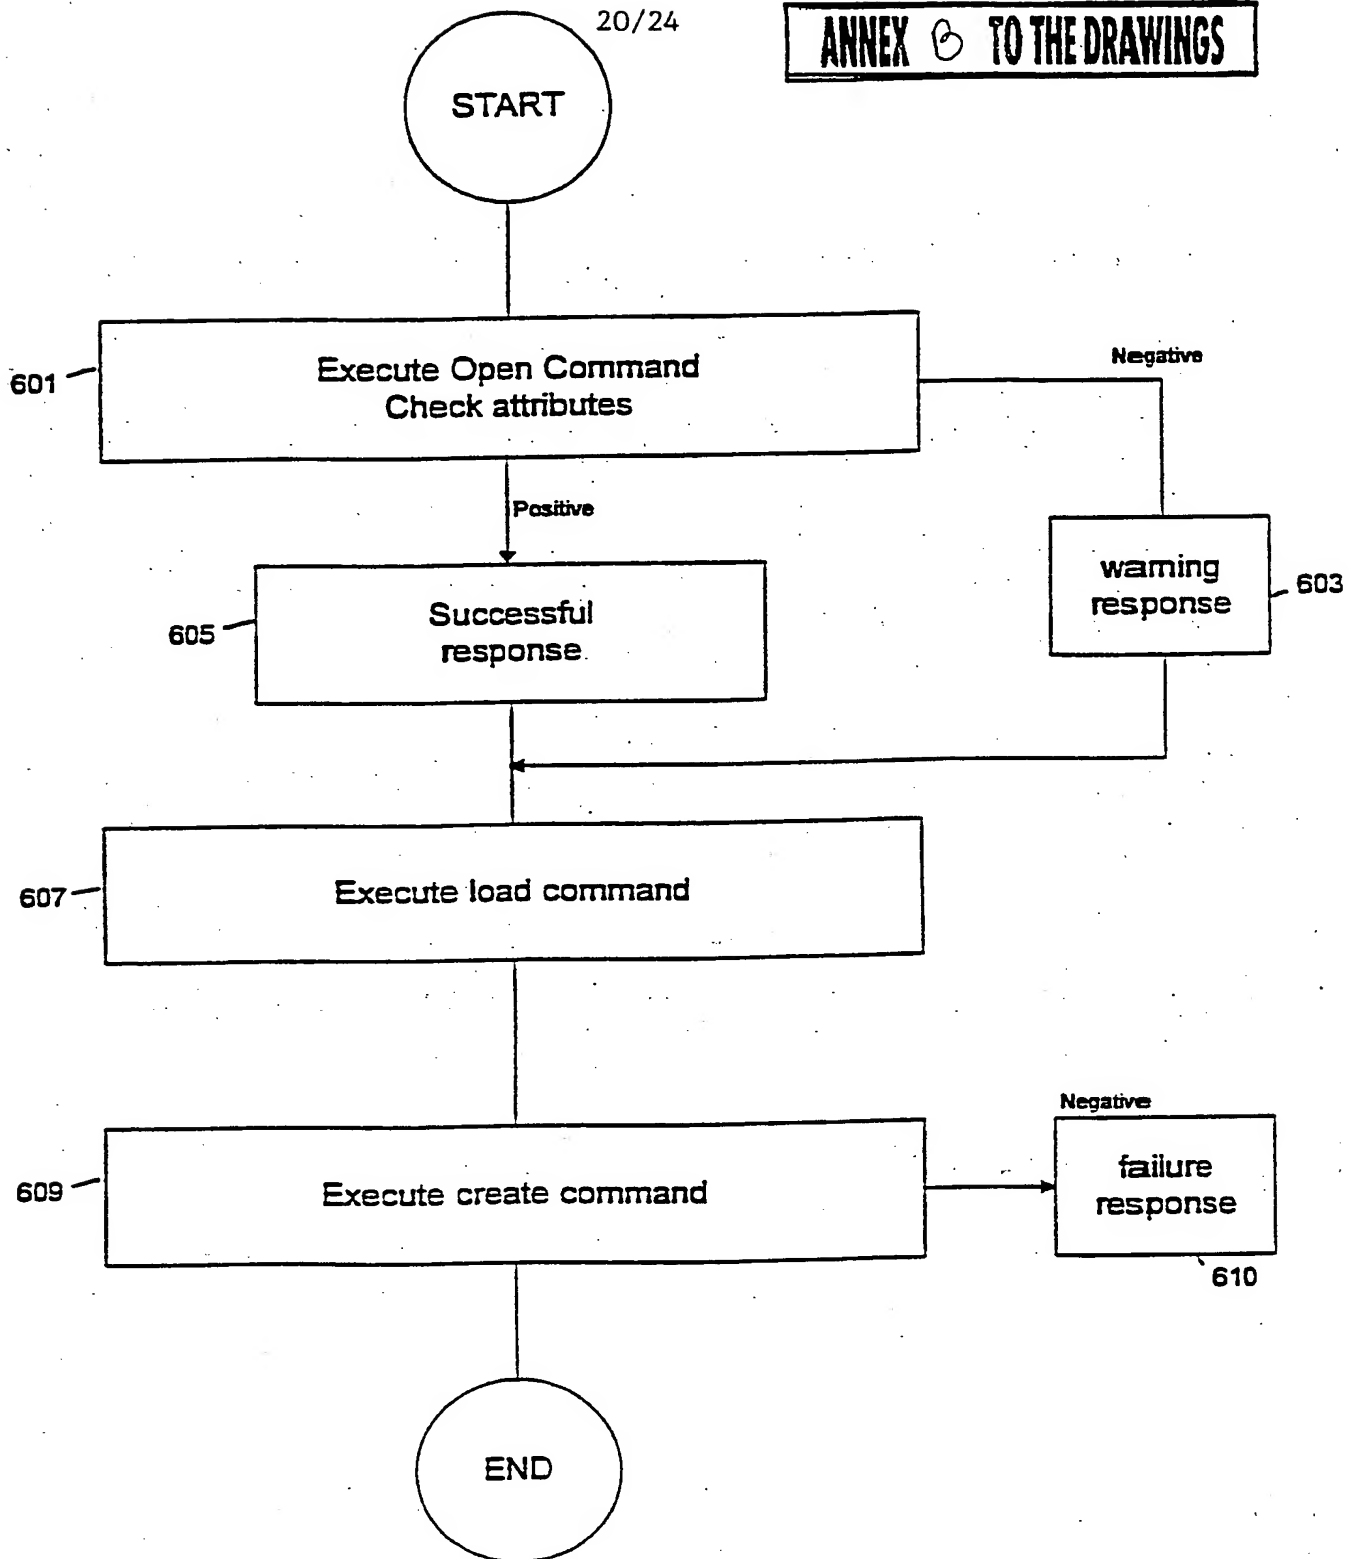 20/24
ANNEX B TO THE DRAWINGS
START
601
Execute Open Command
Check attributes
Negative
Positive
605
Successful
response
warning
response
603
607
Execute load command
609
Execute create command
Negative
failure
response
610
END